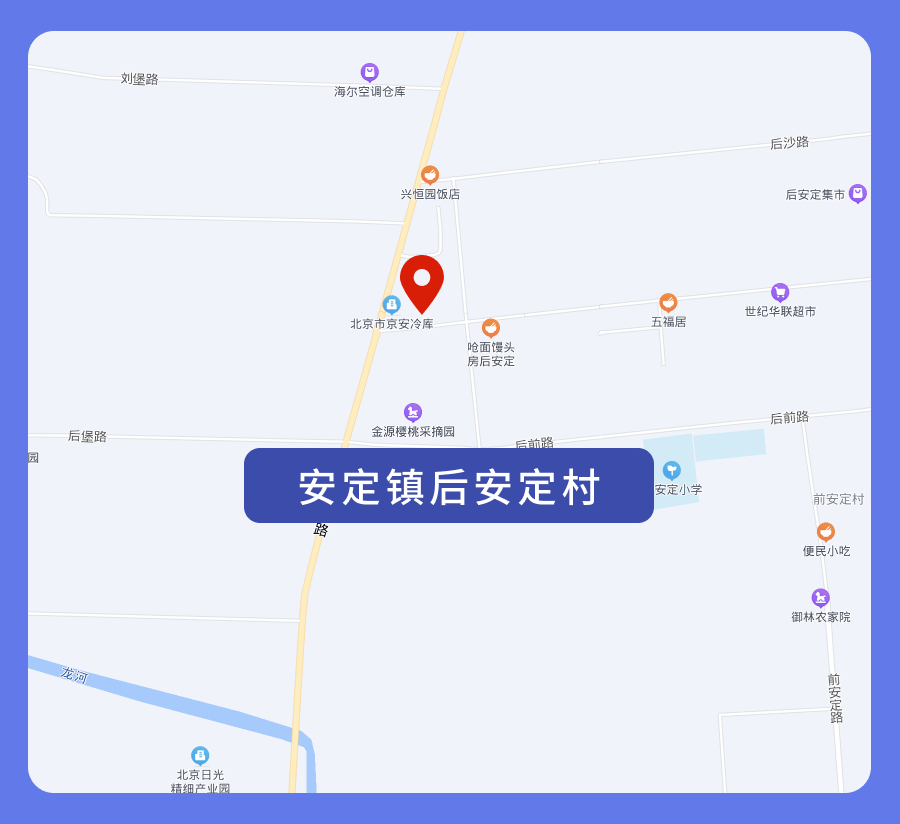 刘堡路
海尔空调仓库
后沙路
兴恒园饭店
后安定集市
世纪华联超市
五福居
北京市京安冷库
呛面馒头
房后安定
金源樱桃采摘园
后前路
后堡路
后前路
园
安定镇后安定村
安定小学
前安定村
路
便民小吃
御林农家院
龙河
前安定路
北京日光
精细产业园